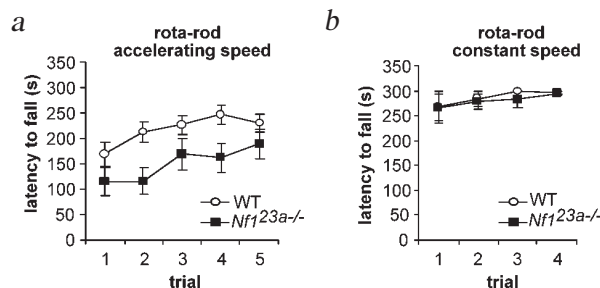 a
rota-rod
accelerating speed
latency to fall (s)
350
300
250
200
150
100
50
0
WT
Nf1 23a-/-
1 2 3 4 5
trial
b
rota-rod
constant speed
latency to fall (s)
350
300
250
200
150
100
50
0
WT
Nf1 23a-/-
1 2 3 4
trial